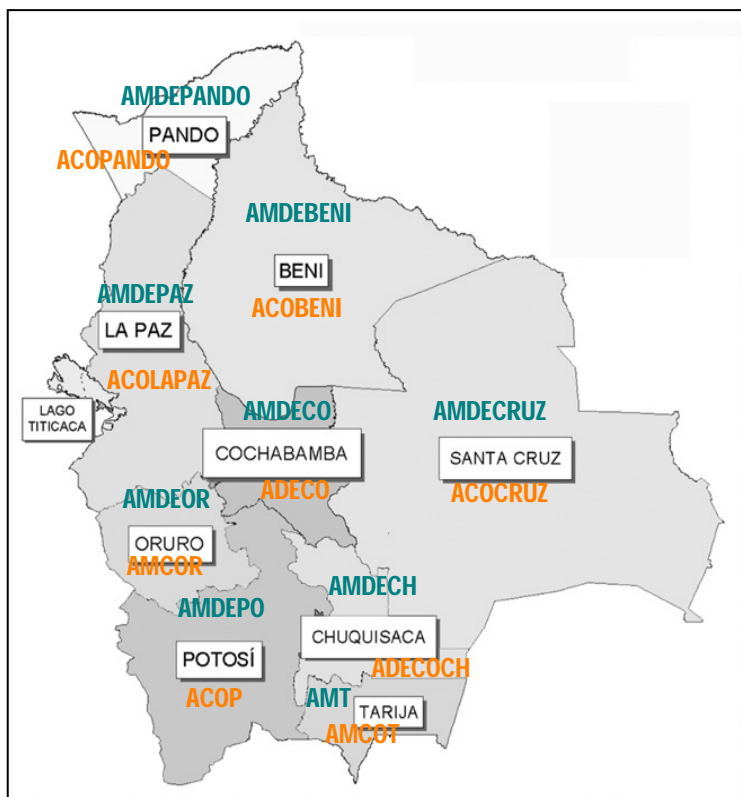 AMDEPANDO
PANDO
ACOPANDO
AMDEBENI
BENI
ACOBENI
AMDEPAZ
LA PAZ
ACOLAPAZ
LAGO
TITICACA
AMDECO
COCHABAMBA
ADECO
AMDECRUZ
SANTA CRUZ
ACOCRUZ
AMDEOR
ORURO
AMCOR
AMDEPO
POTOSÍ
ACOP
AMDECH
CHUQUISACA
ADECOCH
AMT
TARIJA
AMCOT